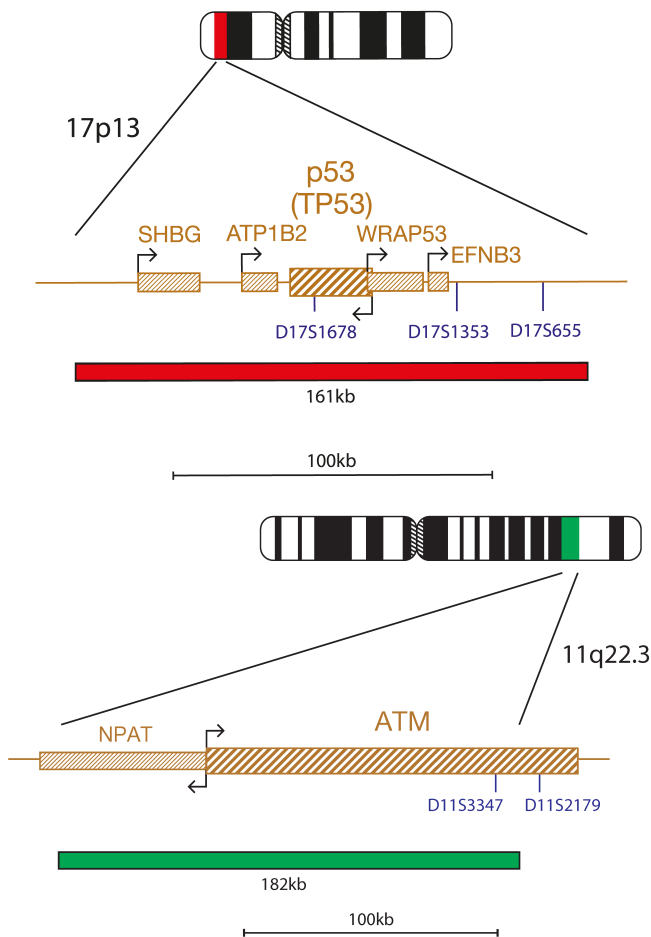 17p13
p53
(TP53)
SHBG
ATP1B2
WRAP53
EFNB3
D17S1678
D17S1353
D17S655
161kb
100kb
11q22.3
NPAT
ATM
D11S3347
D11S2179
182kb
100kb